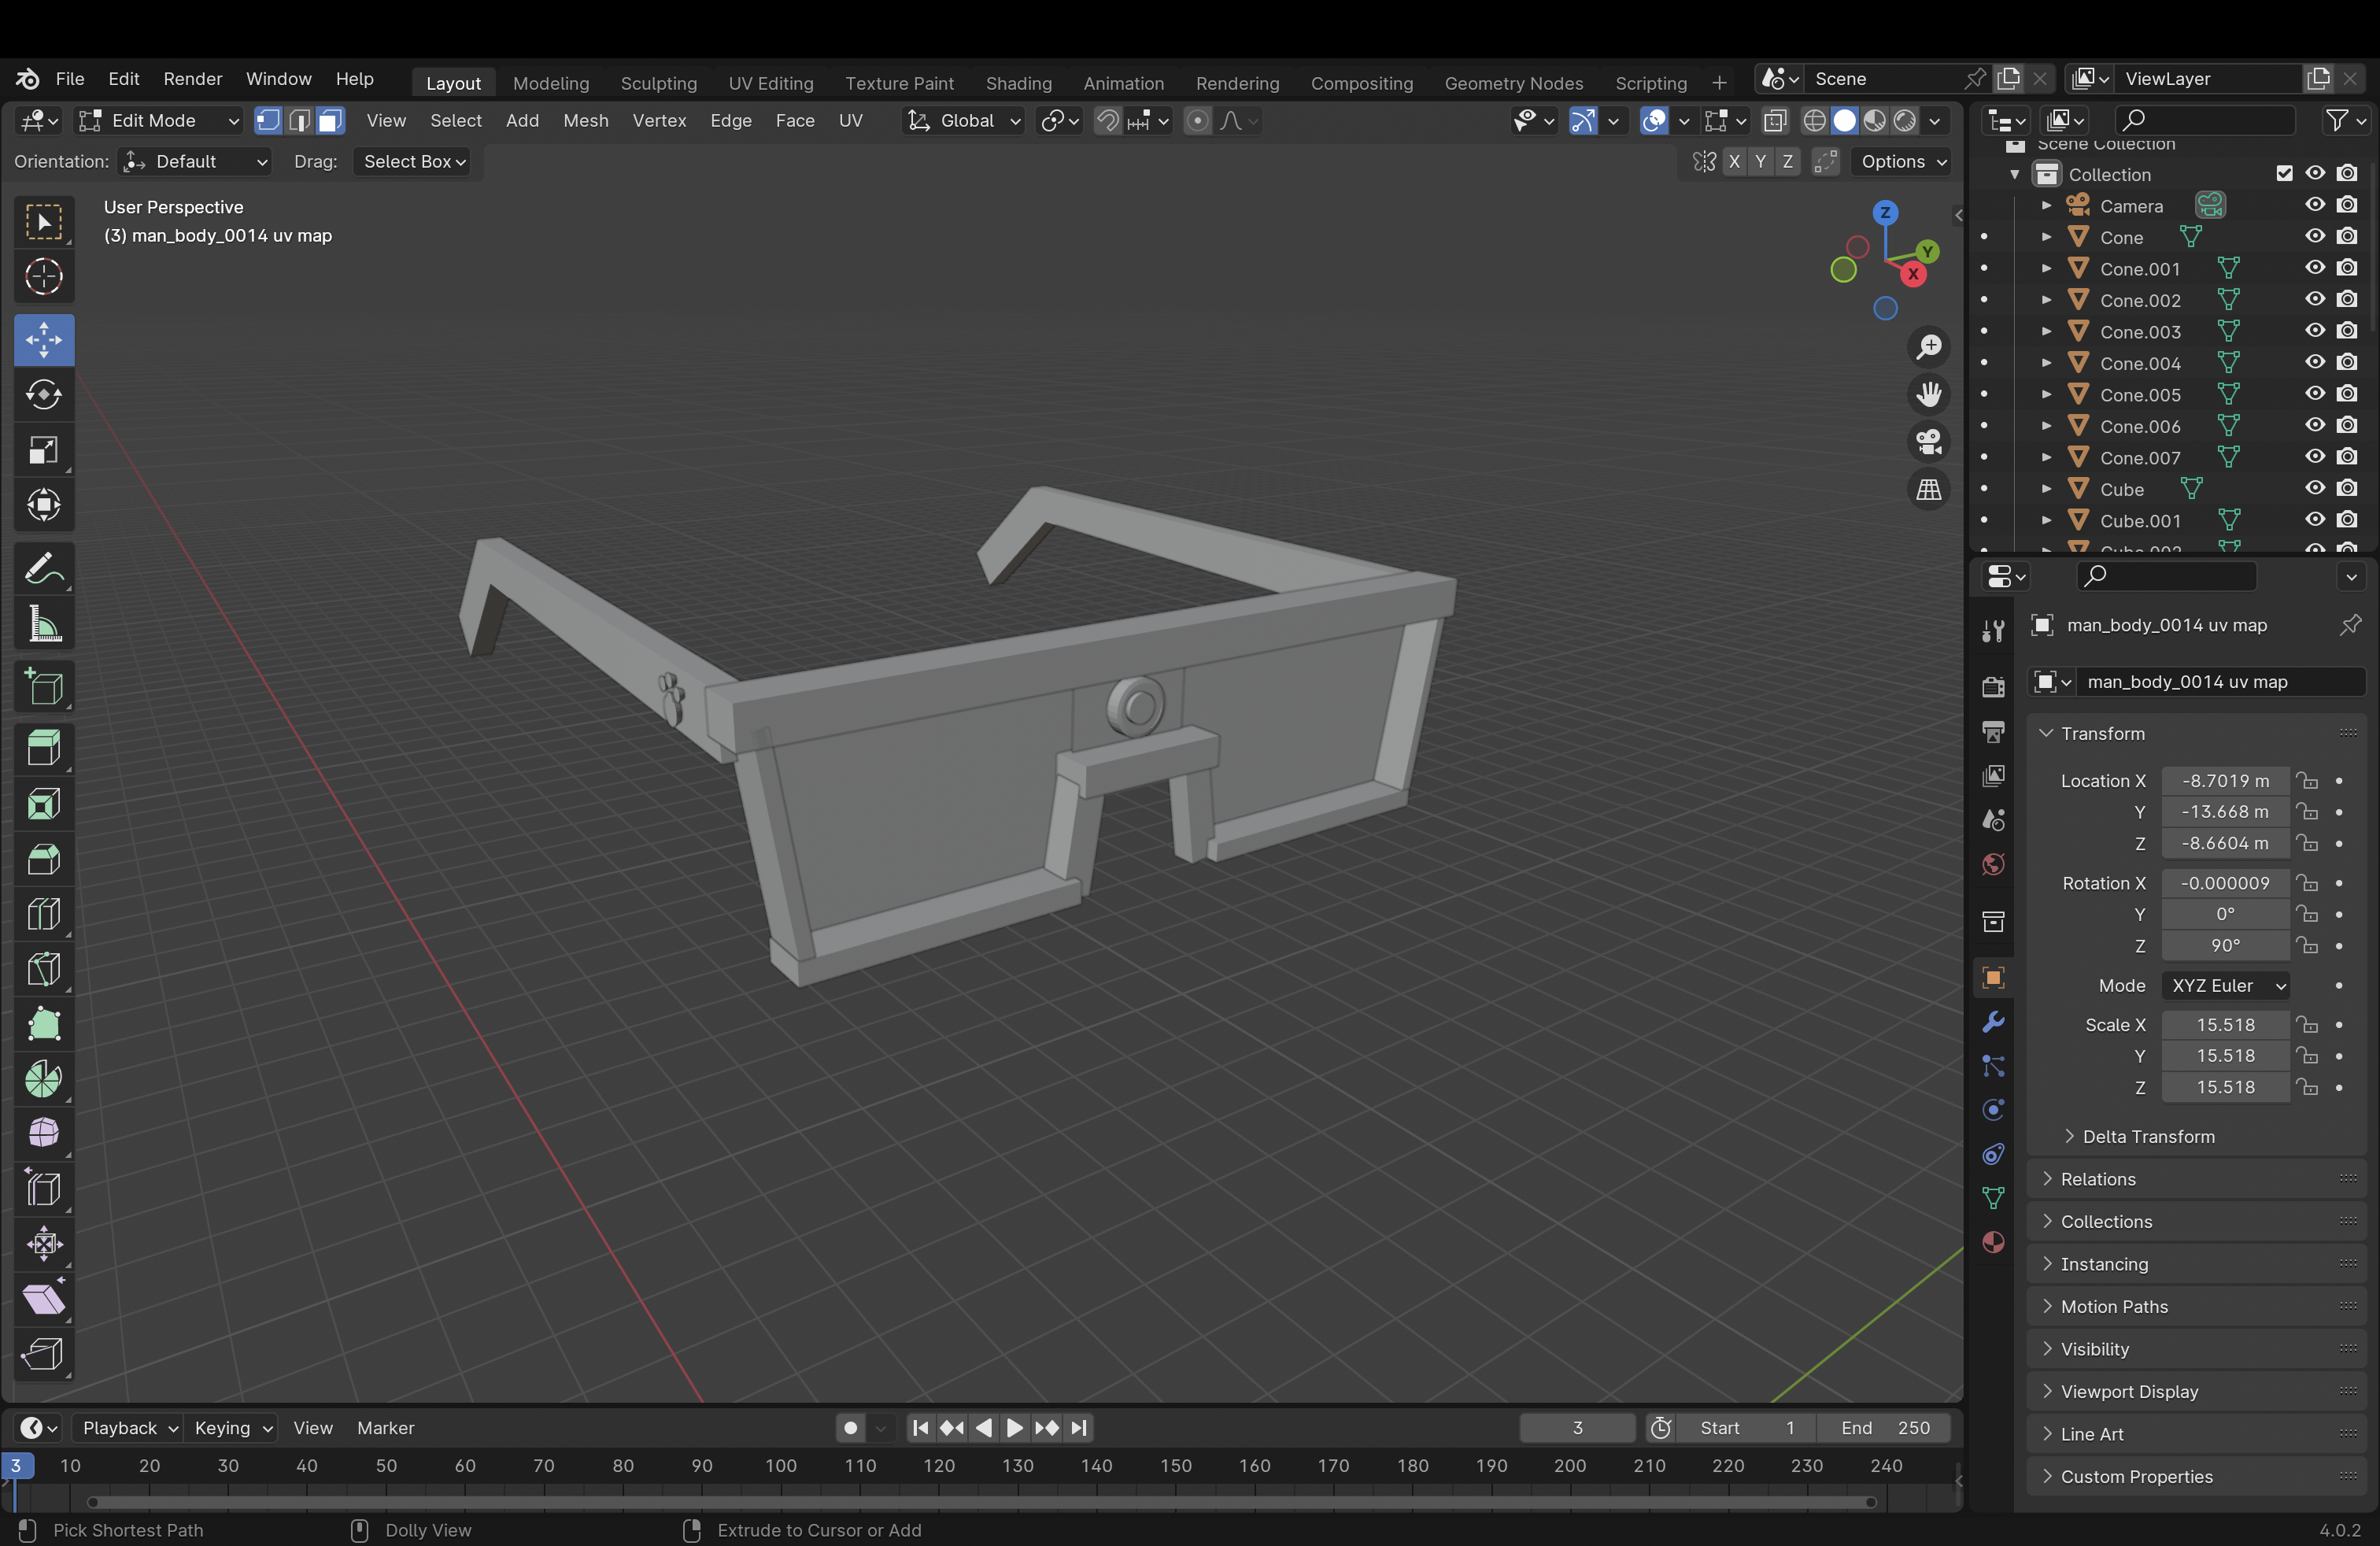 File Edit Render Window Help Layout Modeling Sculpting UV Editing Texture Paint Shading Animation Rendering Compositing Geometry Nodes Scripting + Scene ViewLayer
Edit Mode View Select Add Mesh Vertex Edge Face UV Global
Orientation: Default Drag: Select Box X Y Z Options
User Perspective
(3) man_body_0014 uv map
Z
Y
X
Scene Collection
Collection
Camera
Cone
Cone.001
Cone.002
Cone.003
Cone.004
Cone.005
Cone.006
Cone.007
Cube
Cube.001
Cube.002
man_body_0014 uv map
man_body_0014 uv map
Transform
Location X -8.7019 m
Y -13.668 m
Z -8.6604 m
Rotation X -0.000009
Y 0°
Z 90°
Mode XYZ Euler
Scale X 15.518
Y 15.518
Z 15.518
Delta Transform
Relations
Collections
Instancing
Motion Paths
Visibility
Viewport Display
Line Art
Custom Properties
Playback Keying View Marker 3 Start 1 End 250
3 10 20 30 40 50 60 70 80 90 100 110 120 130 140 150 160 170 180 190 200 210 220 230 240
Pick Shortest Path Dolly View Extrude to Cursor or Add 4.0.2